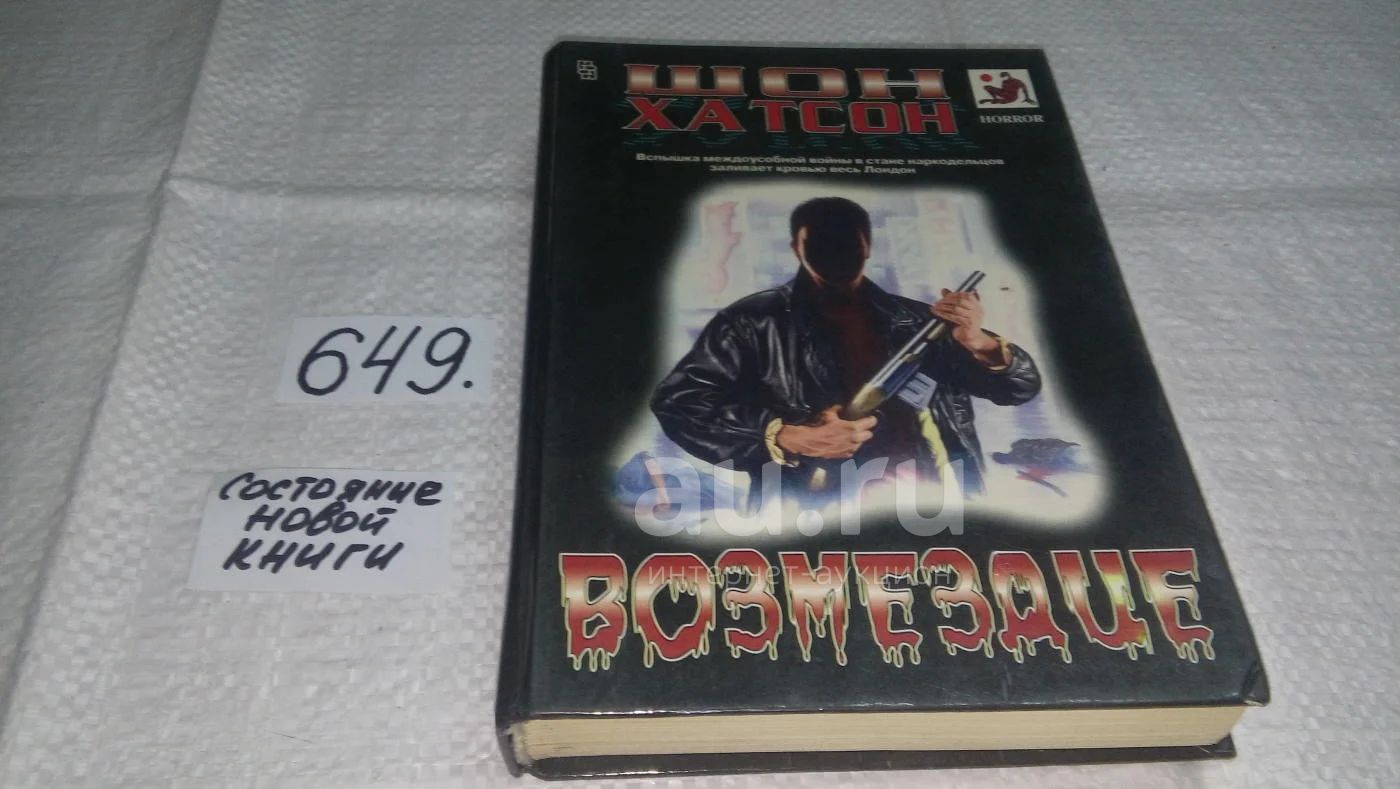 ШОН
ХАТСОН
HORROR
Вспышка междоусобной войны в стане наркодельцов
заливает кровью весь Лондон
649.
состояние
новой
книги
au.ru
интернет-аукцион
ВОЗМЕЗДИЕ